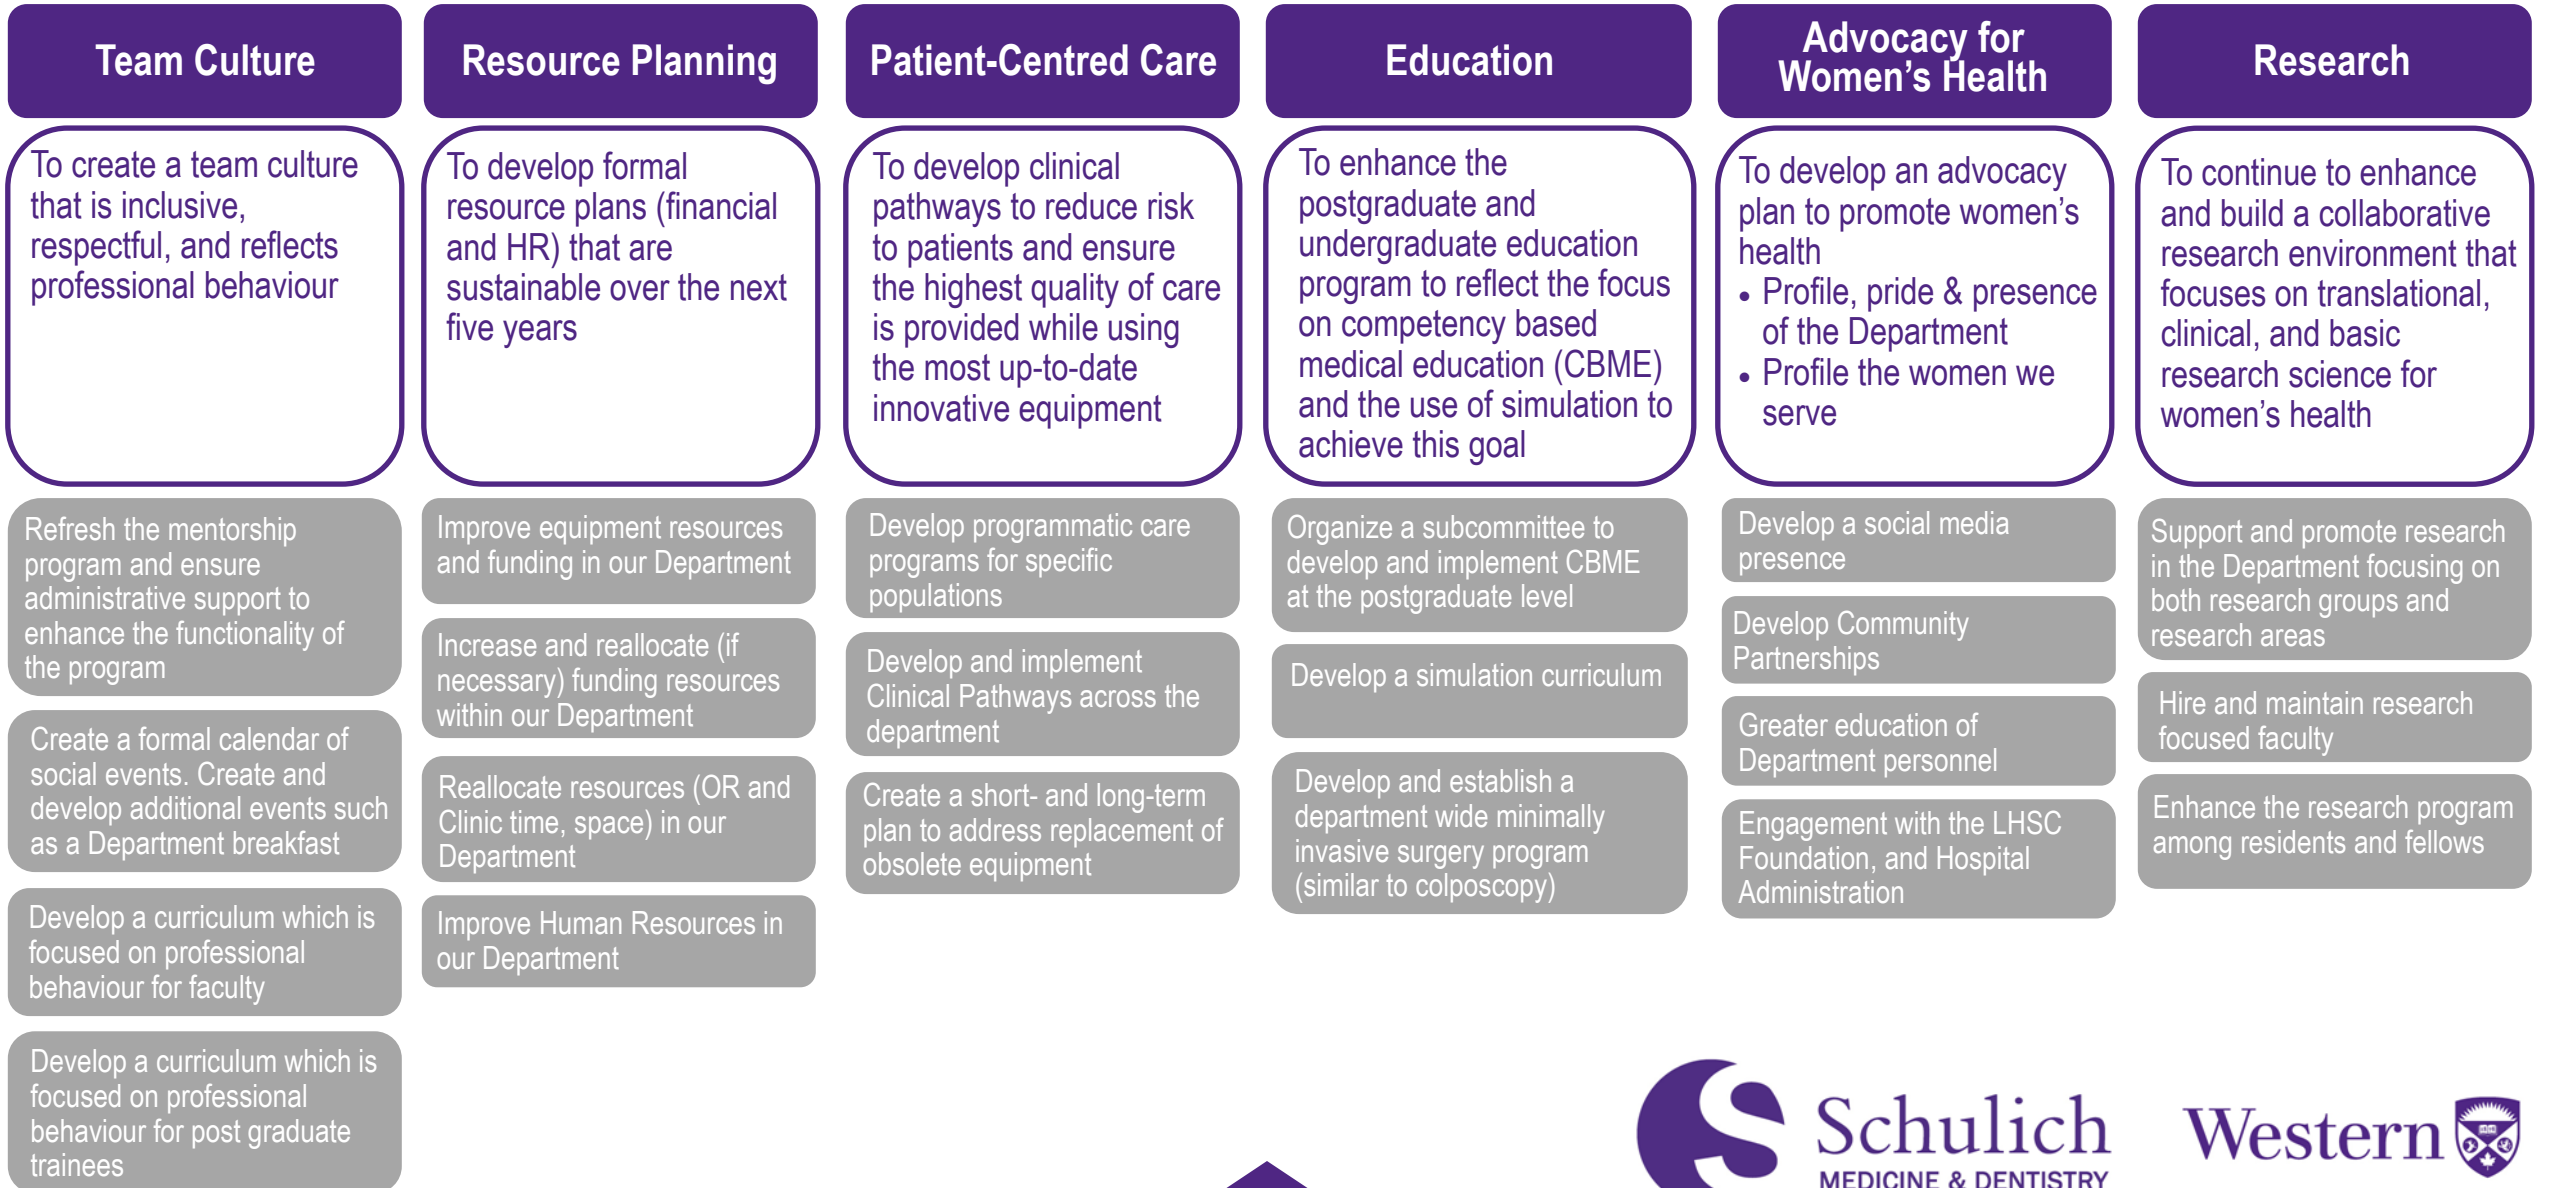 Team Culture
To create a team culture
that is inclusive,
respectful, and reflects
professional behaviour
Refresh the mentorship
program and ensure
administrative support to
enhance the functionality of
the program
Create a formal calendar of
social events. Create and
develop additional events such
as a Department breakfast
Develop a curriculum which is
focused on professional
behaviour for faculty
Develop a curriculum which is
focused on professional
behaviour for post graduate
trainees
Resource Planning
To develop formal
resource plans (financial
and HR) that are
sustainable over the next
five years
Improve equipment resources
and funding in our Department
Increase and reallocate (if
necessary) funding resources
within our Department
Reallocate resources (OR and
Clinic time, space) in our
Department
Improve Human Resources in
our Department
Patient-Centred Care
To develop clinical
pathways to reduce risk
to patients and ensure
the highest quality of care
is provided while using
the most up-to-date
innovative equipment
Develop programmatic care
programs for specific
populations
Develop and implement
Clinical Pathways across the
department
Create a short- and long-term
plan to address replacement of
obsolete equipment
Education
To enhance the
postgraduate and
undergraduate education
program to reflect the focus
on competency based
medical education (CBME)
and the use of simulation to
achieve this goal
Organize a subcommittee to
develop and implement CBME
at the postgraduate level
Develop a simulation curriculum
Develop and establish a
department wide minimally
invasive surgery program
(similar to colposcopy)
Advocacy for
Women’s Health
To develop an advocacy
plan to promote women’s
health
• Profile, pride & presence
of the Department
• Profile the women we
serve
Develop a social media
presence
Develop Community
Partnerships
Greater education of
Department personnel
Engagement with the LHSC
Foundation, and Hospital
Administration
Research
To continue to enhance
and build a collaborative
research environment that
focuses on translational,
clinical, and basic
research science for
women’s health
Support and promote research
in the Department focusing on
both research groups and
research areas
Hire and maintain research
focused faculty
Enhance the research program
among residents and fellows
Schulich
MEDICINE & DENTISTRY
Western